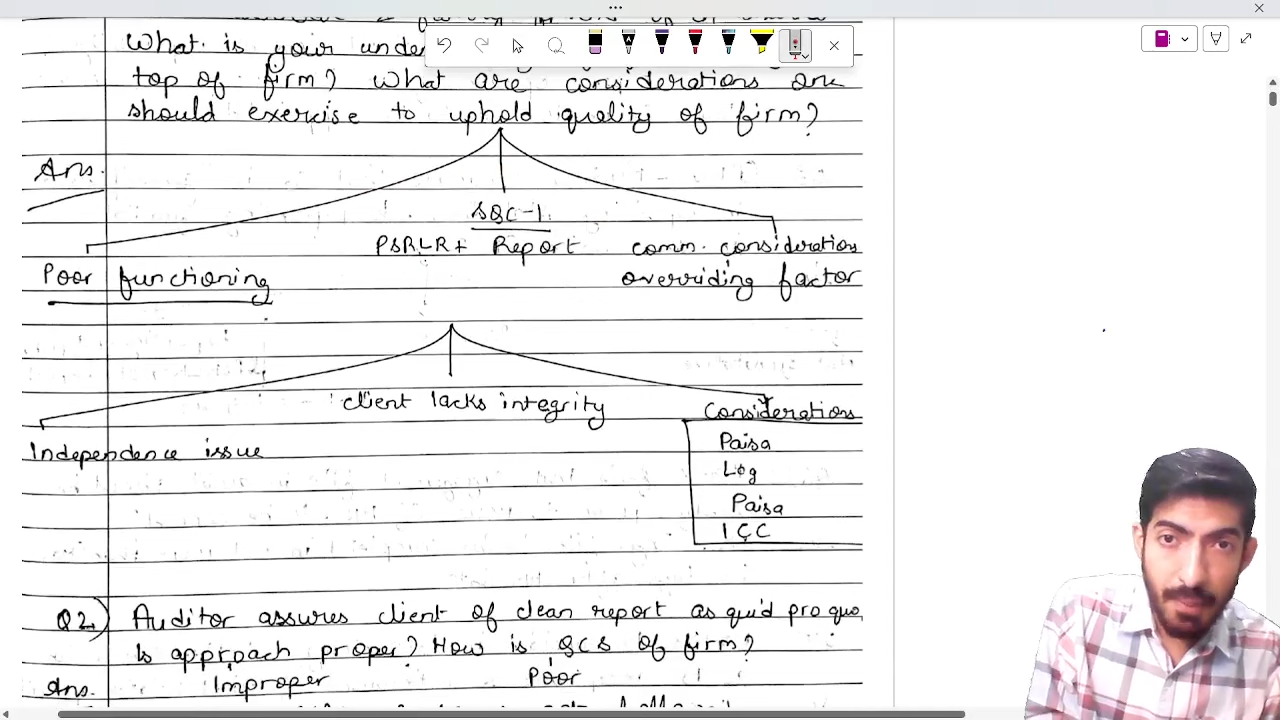 What is your
top of firm? What are considerations one
should exercise to uphold quality of firm?
Ans.
SQC-1
PSRLR+ Report
comm. consideration
overriding factor
Poor functioning
client lacks integrity
Considerations
Independence issue
Paisa
Log
Paisa
Q2) Auditor assures client of clean report as quid pro quo
Is approach proper? How is QCS of firm?
Ans. Improper Poor